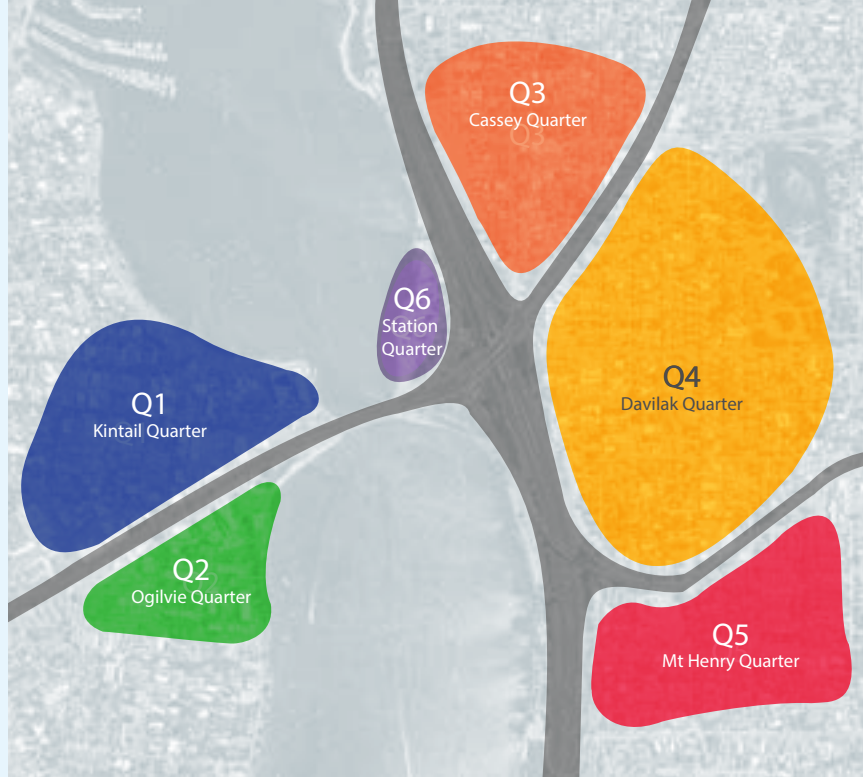 Q3
Cassey Quarter
Q3
Q6
Station
Quarter
Q4
Davilak Quarter
Q1
Kintail Quarter
Q2
Ogilvie Quarter
Q5
Mt Henry Quarter